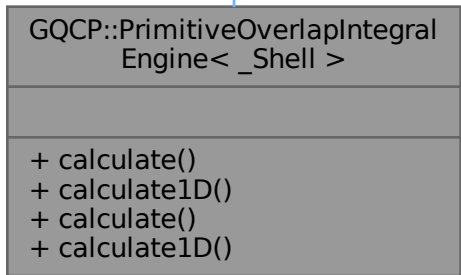 GQCP::PrimitiveOverlapIntegral
Engine< _Shell >
+ calculate()
+ calculate1D()
+ calculate()
+ calculate1D()